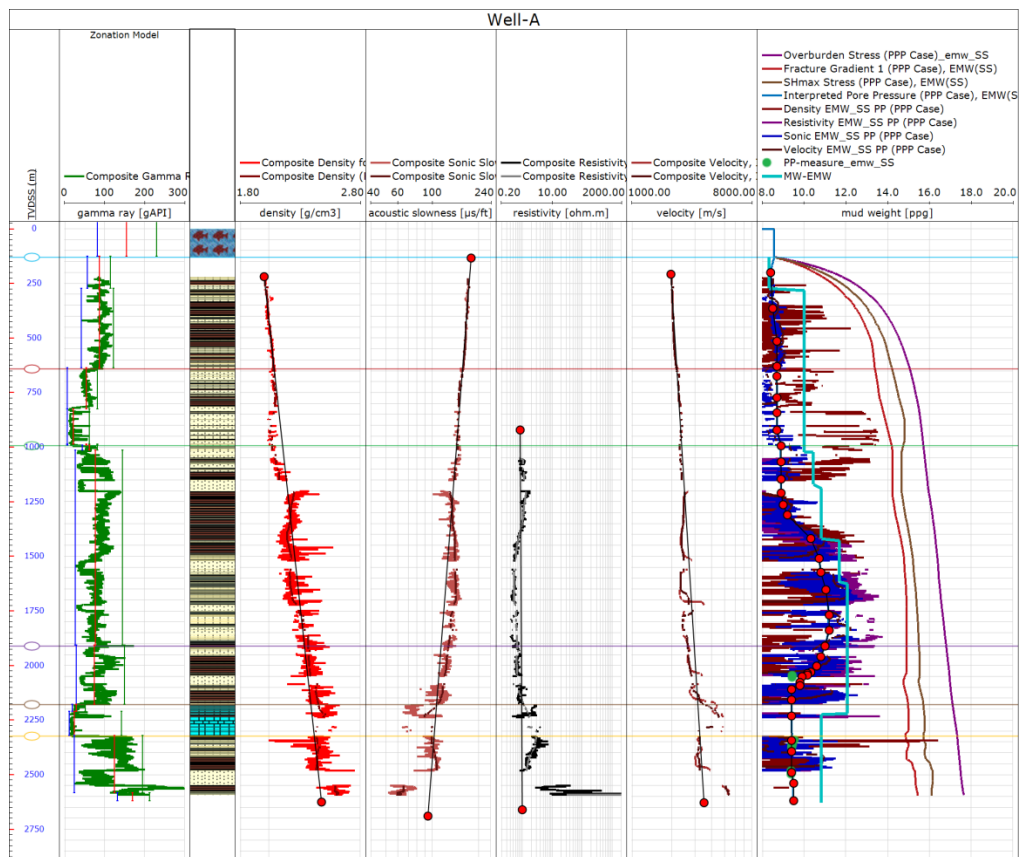 Well-A
Zonation Model
Overburden Stress (PPP Case)_emw_SS
Fracture Gradient 1 (PPP Case), EMW(SS)
SHmax Stress (PPP Case), EMW(SS)
Interpreted Pore Pressure (PPP Case), EMW(S
Density EMW_SS PP (PPP Case)
Resistivity EMW_SS PP (PPP Case)
Sonic EMW_SS PP (PPP Case)
Velocity EMW_SS PP (PPP Case)
PP-measure_emw_SS
MW-EMW
Composite Density fo
Composite Sonic Slo
Composite Resistivity
Composite Velocity,
Composite Gamma R
Composite Density (
Composite Sonic Slo
Composite Resistivity
Composite Velocity,
TVDSS (m)
0 100 200 300
1.80 2.80
40 60 100 200
0.20 10.00 2000.00
1000.00 8000.00
8.0 10.0 12.0 14.0 16.0 18.0 20.0
gamma ray [gAPI]
density [g/cm3]
acoustic slowness [µs/ft]
resistivity [ohm.m]
velocity [m/s]
mud weight [ppg]
0
250
500
750
1000
1250
1500
1750
2000
2250
2500
2750